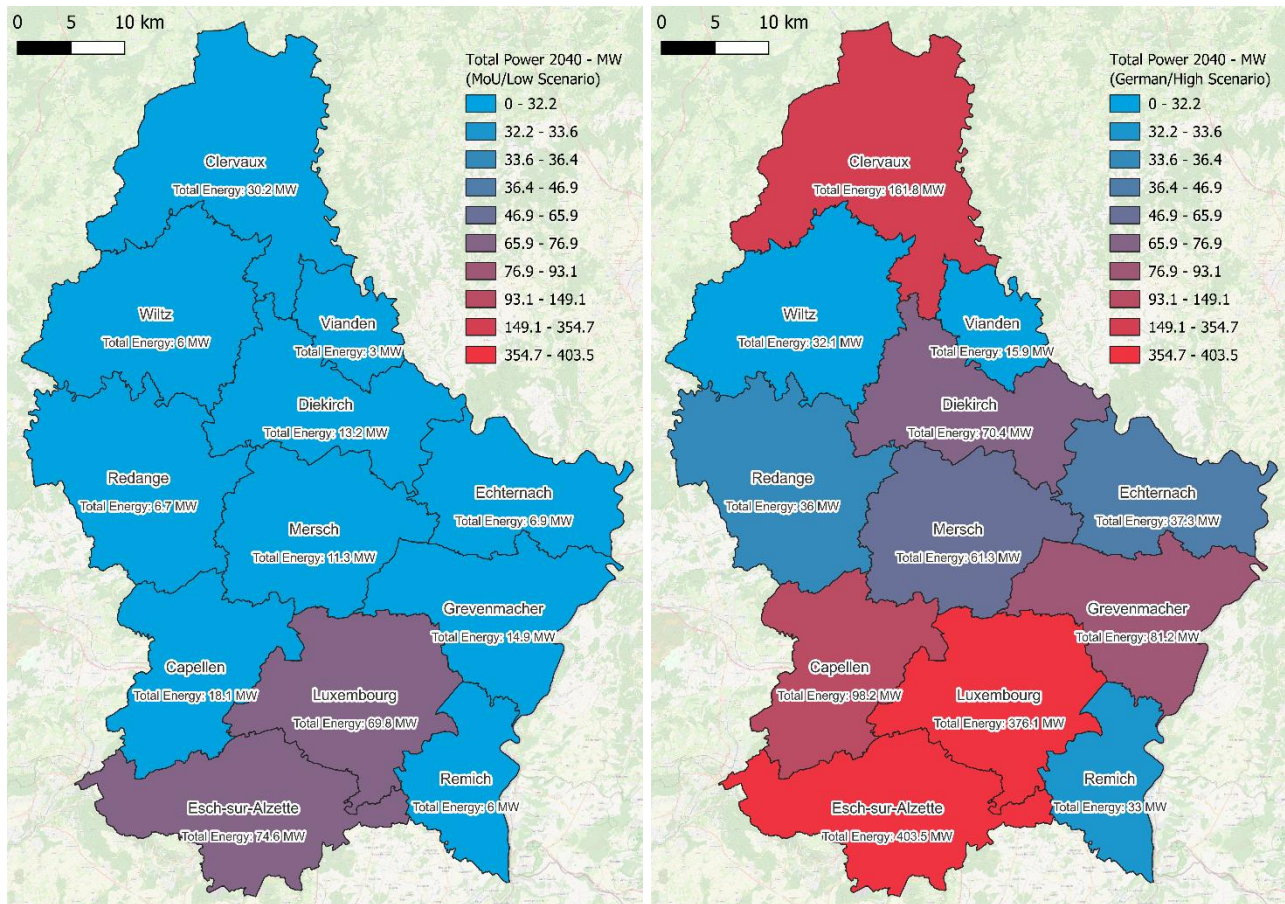 0 5 10 km
Total Power 2040 - MW
(MoU/Low Scenario)
0 - 32.2
32.2 - 33.6
33.6 - 36.4
36.4 - 46.9
46.9 - 65.9
65.9 - 76.9
76.9 - 93.1
93.1 - 149.1
149.1 - 354.7
354.7 - 403.5
Clervaux
Total Energy: 30.2 MW
Wiltz
Total Energy: 6 MW
Vianden
Total Energy: 3 MW
Diekirch
Total Energy: 13.2 MW
Redange
Total Energy: 6.7 MW
Echternach
Total Energy: 6.9 MW
Mersch
Total Energy: 11.3 MW
Grevenmacher
Total Energy: 14.9 MW
Capellen
Total Energy: 18.1 MW
Luxembourg
Total Energy: 69.8 MW
Remich
Total Energy: 6 MW
Esch-sur-Alzette
Total Energy: 74.6 MW
0 5 10 km
Total Power 2040 - MW
(German/High Scenario)
0 - 32.2
32.2 - 33.6
33.6 - 36.4
36.4 - 46.9
46.9 - 65.9
65.9 - 76.9
76.9 - 93.1
93.1 - 149.1
149.1 - 354.7
354.7 - 403.5
Clervaux
Total Energy: 161.8 MW
Wiltz
Total Energy: 32.1 MW
Vianden
Total Energy: 15.9 MW
Diekirch
Total Energy: 70.4 MW
Redange
Total Energy: 36 MW
Echternach
Total Energy: 37.3 MW
Mersch
Total Energy: 61.3 MW
Grevenmacher
Total Energy: 81.2 MW
Capellen
Total Energy: 98.2 MW
Luxembourg
Total Energy: 376.1 MW
Remich
Total Energy: 33 MW
Esch-sur-Alzette
Total Energy: 403.5 MW